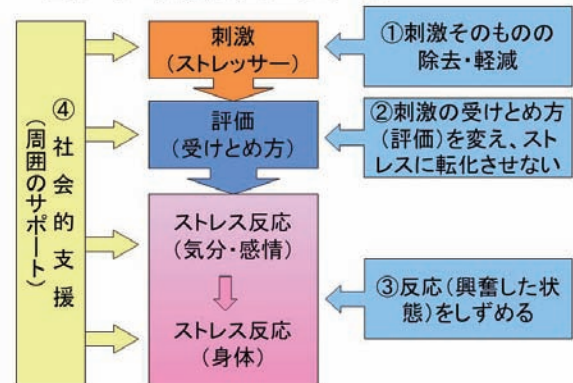 ④社会的支援
(周囲のサポート)
刺激
(ストレッサー)
①刺激そのものの
除去・軽減
評価
(受けとめ方)
②刺激の受けとめ方
(評価)を変え、スト
レスに転化させない
ストレス反応
(気分・感情)
ストレス反応
(身体)
③反応(興奮した状
態)をしずめる